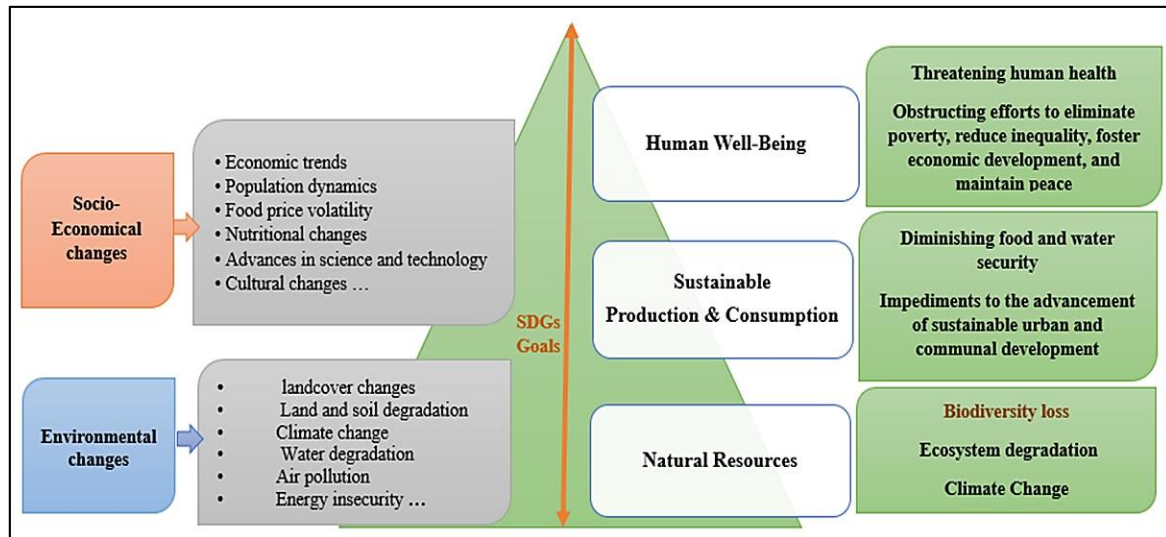 Socio-
Economical
changes
• Economic trends
• Population dynamics
• Food price volatility
• Nutritional changes
• Advances in science and technology
• Cultural changes …
Environmental
changes
• landcover changes
• Land and soil degradation
• Climate change
• Water degradation
• Air pollution
• Energy insecurity …
SDGs
Goals
Human Well-Being
Threatening human health
Obstructing efforts to eliminate
poverty, reduce inequality, foster
economic development, and
maintain peace
Sustainable
Production & Consumption
Diminishing food and water
security
Impediments to the advancement
of sustainable urban and
communal development
Natural Resources
Biodiversity loss
Ecosystem degradation
Climate Change